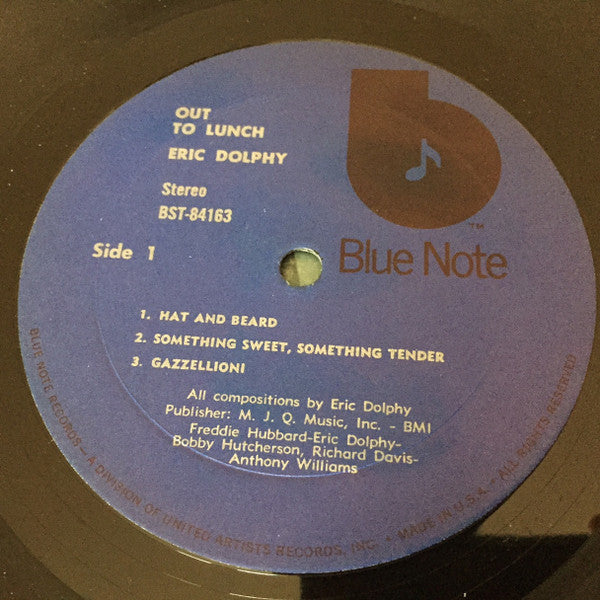 OUT
TO LUNCH
ERIC DOLPHY
Stereo
BST-84163
Side 1
b
TM
Blue Note
1. HAT AND BEARD
2. SOMETHING SWEET, SOMETHING TENDER
3. GAZZELLIONI
All compositions by Eric Dolphy
Publisher: M. J. Q. Music, Inc. - BMI
Freddie Hubbard-Eric Dolphy-
Bobby Hutcherson, Richard Davis-
Anthony Williams
BLUE NOTE RECORDS - A DIVISION OF UNITED ARTISTS RECORDS, INC. • MADE IN U.S.A. • ALL RIGHTS RESERVED